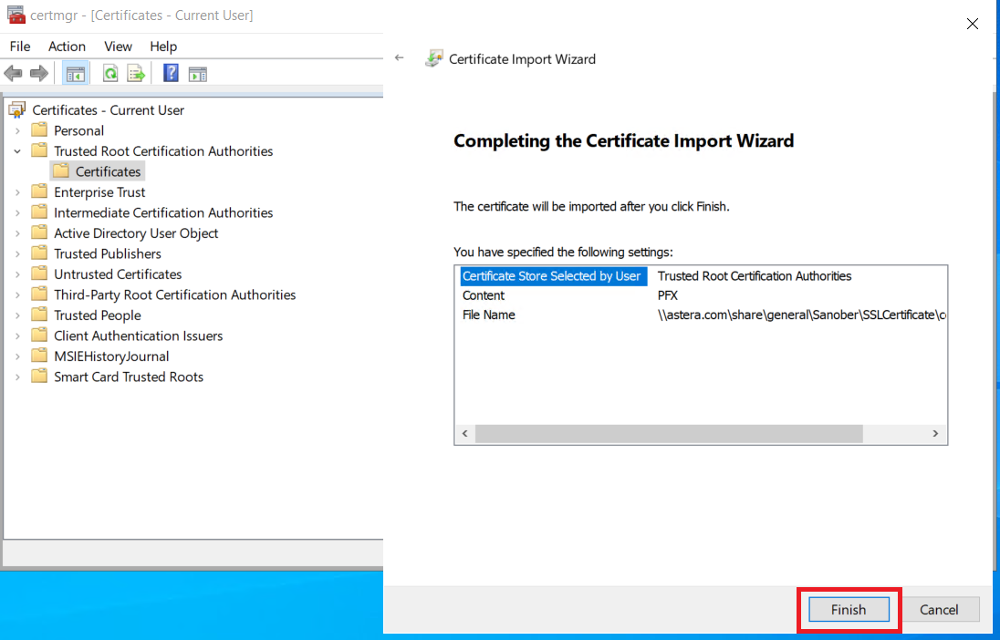 certmgr - [Certificates - Current User]
File Action View Help
Certificates - Current User
Personal
Trusted Root Certification Authorities
Certificates
Enterprise Trust
Intermediate Certification Authorities
Active Directory User Object
Trusted Publishers
Untrusted Certificates
Third-Party Root Certification Authorities
Trusted People
Client Authentication Issuers
MSIEHistoryJournal
Smart Card Trusted Roots
Certificate Import Wizard
Completing the Certificate Import Wizard
The certificate will be imported after you click Finish.
You have specified the following settings:
Certificate Store Selected by User Trusted Root Certification Authorities
Content PFX
File Name \\astera.com\share\general\Sanober\SSLCertificate\c
Finish Cancel